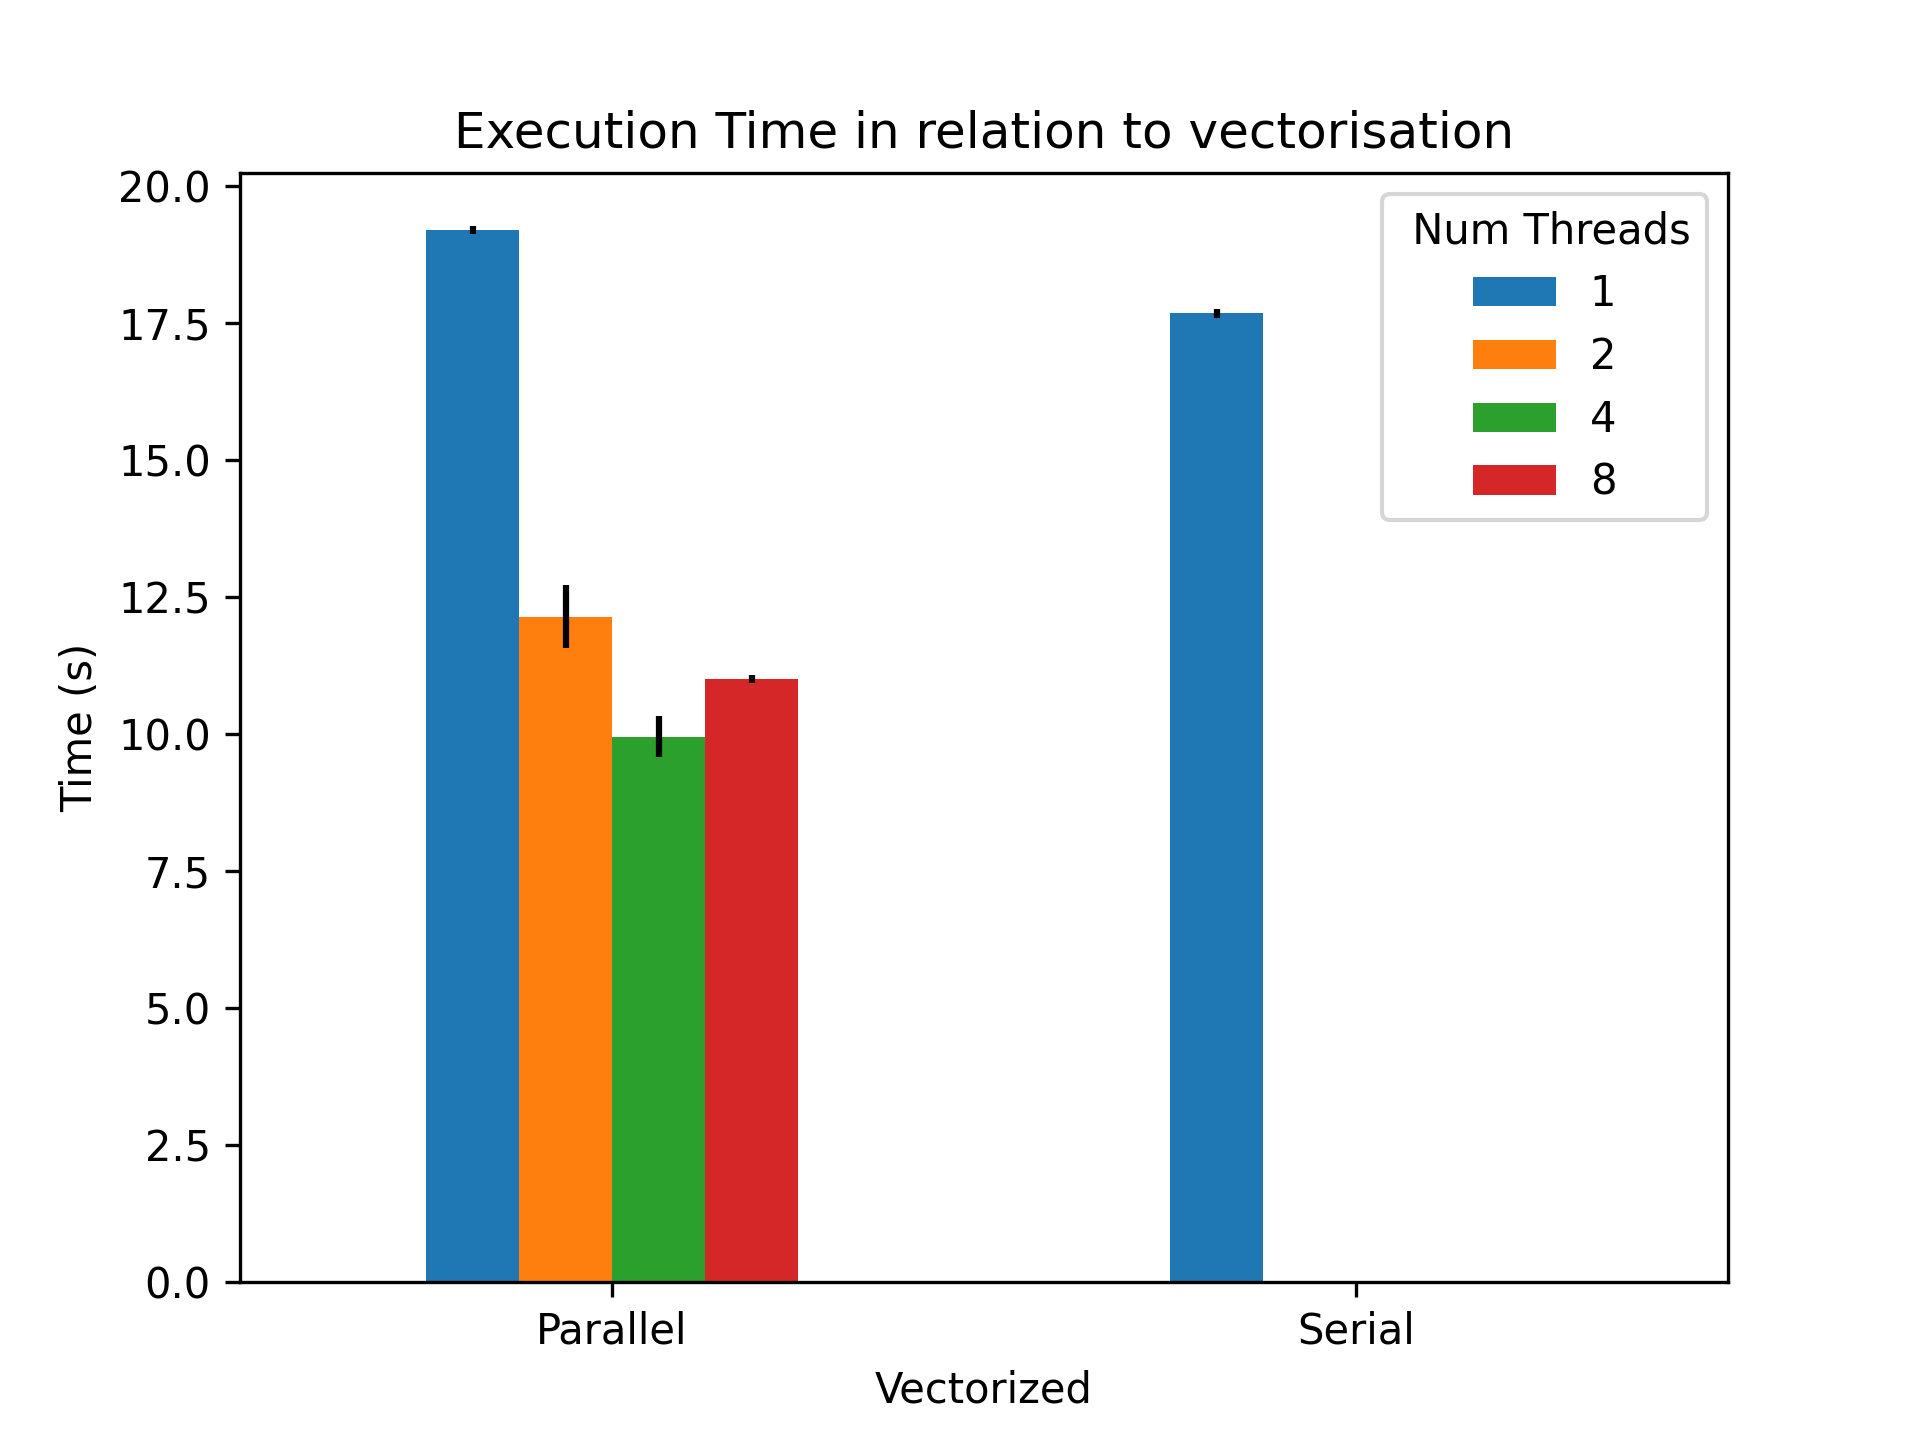 Execution Time in relation to vectorisation
20.0
17.5
15.0
12.5
10.0
7.5
5.0
2.5
0.0
Time (s)
Num Threads
1
2
4
8
Parallel
Serial
Vectorized